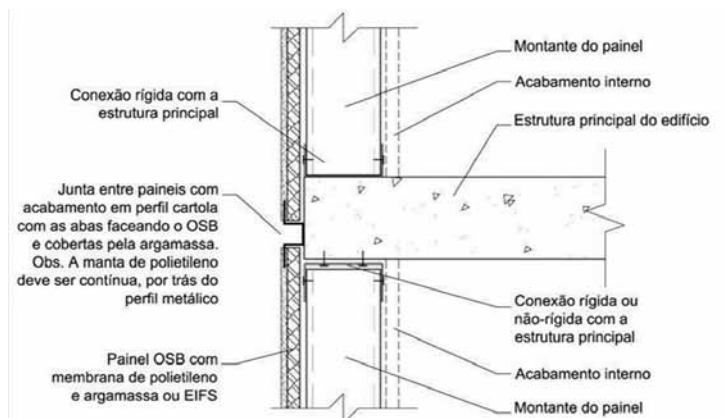 Conexão rígida com a
estrutura principal
Junta entre paineis com
acabamento em perfil cartola
com as abas faceando o OSB
e cobertas pela argamassa.
Obs. A manta de polietileno
deve ser contínua, por trás do
perfil metálico
Painel OSB com
membrana de polietileno
e argamassa ou EIFS
Montante do painel
Acabamento interno
Estrutura principal do edifício
Conexão rígida ou
não-rígida com a
estrutura principal
Acabamento interno
Montante do painel